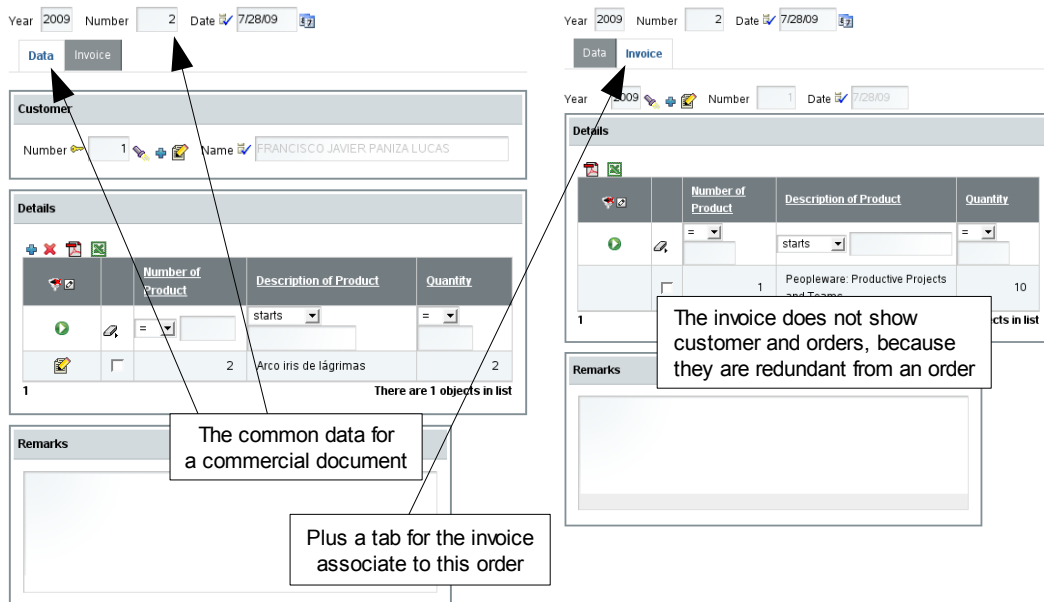 Year 2009 Number 2 Date 7/28/09
Data Invoice
Customer
Number 1 Name FRANCISCO JAVIER PANIZA LUCAS
Details
Number of
Product
Description of Product
Quantity
= starts =
2 Arco iris de lágrimas 2
1 There are 1 objects in list
Remarks
The common data for
a commercial document
Plus a tab for the invoice
associate to this order
Year 2009 Number 2 Date 7/28/09
Data Invoice
Year 2009 Number 1 Date 7/28/09
Details
Number of
Product
Description of Product
Quantity
= starts =
1 Peopleware: Productive Projects
and Teams
10
1 cts in list
The invoice does not show
customer and orders, because
they are redundant from an order
Remarks